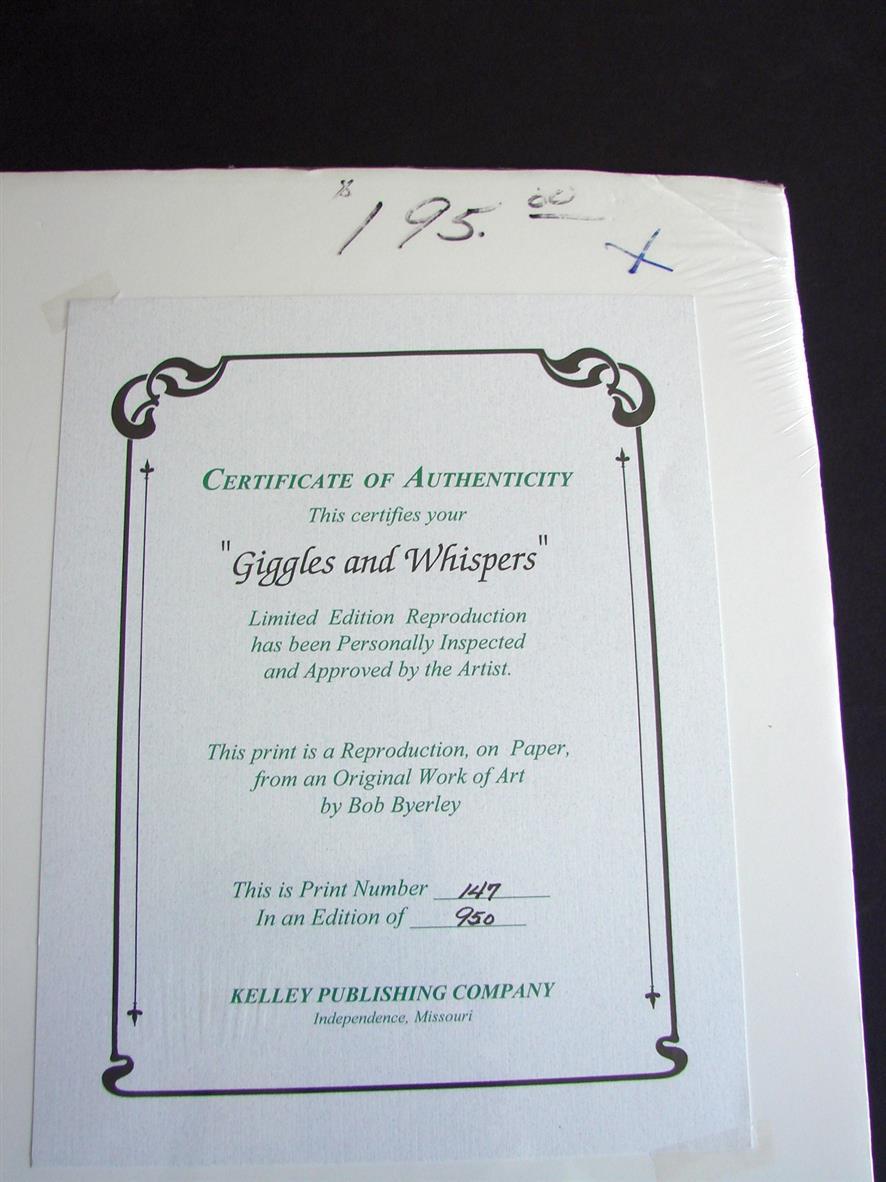 $195.00
X
CERTIFICATE OF AUTHENTICITY
This certifies your
"Giggles and Whispers"
Limited Edition Reproduction
has been Personally Inspected
and Approved by the Artist.
This print is a Reproduction, on Paper,
from an Original Work of Art
by Bob Byerley
This is Print Number 147
In an Edition of 950
KELLEY PUBLISHING COMPANY
Independence, Missouri